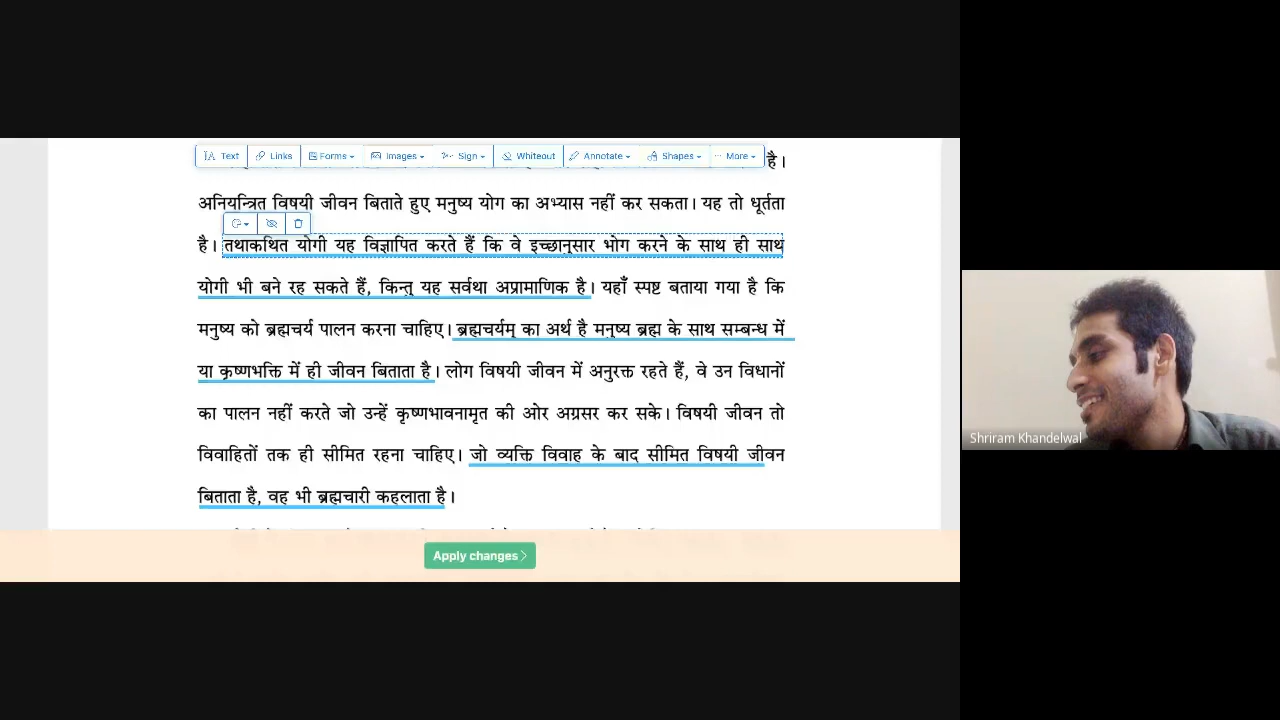 Text Links Forms Images Sign Whiteout Annotate Shapes More
है।
अनियन्त्रित विषयी जीवन बिताते हुए मनुष्य योग का अभ्यास नहीं कर सकता। यह तो धूर्तता
है। तथाकथित योगी यह विज्ञापित करते हैं कि वे इच्छानुसार भोग करने के साथ ही साथ
योगी भी बने रह सकते हैं, किन्तु यह सर्वथा अप्रामाणिक है। यहाँ स्पष्ट बताया गया है कि
मनुष्य को ब्रह्मचर्य पालन करना चाहिए। ब्रह्मचर्यम् का अर्थ है मनुष्य ब्रह्म के साथ सम्बन्ध में
या कृष्णभक्ति में ही जीवन बिताता है। लोग विषयी जीवन में अनुरक्त रहते हैं, वे उन विधानों
का पालन नहीं करते जो उन्हें कृष्णभावनामृत की ओर अग्रसर कर सके। विषयी जीवन तो
विवाहितों तक ही सीमित रहना चाहिए। जो व्यक्ति विवाह के बाद सीमित विषयी जीवन
बिताता है, वह भी ब्रह्मचारी कहलाता है।
Apply changes
Shriram Khandelwal